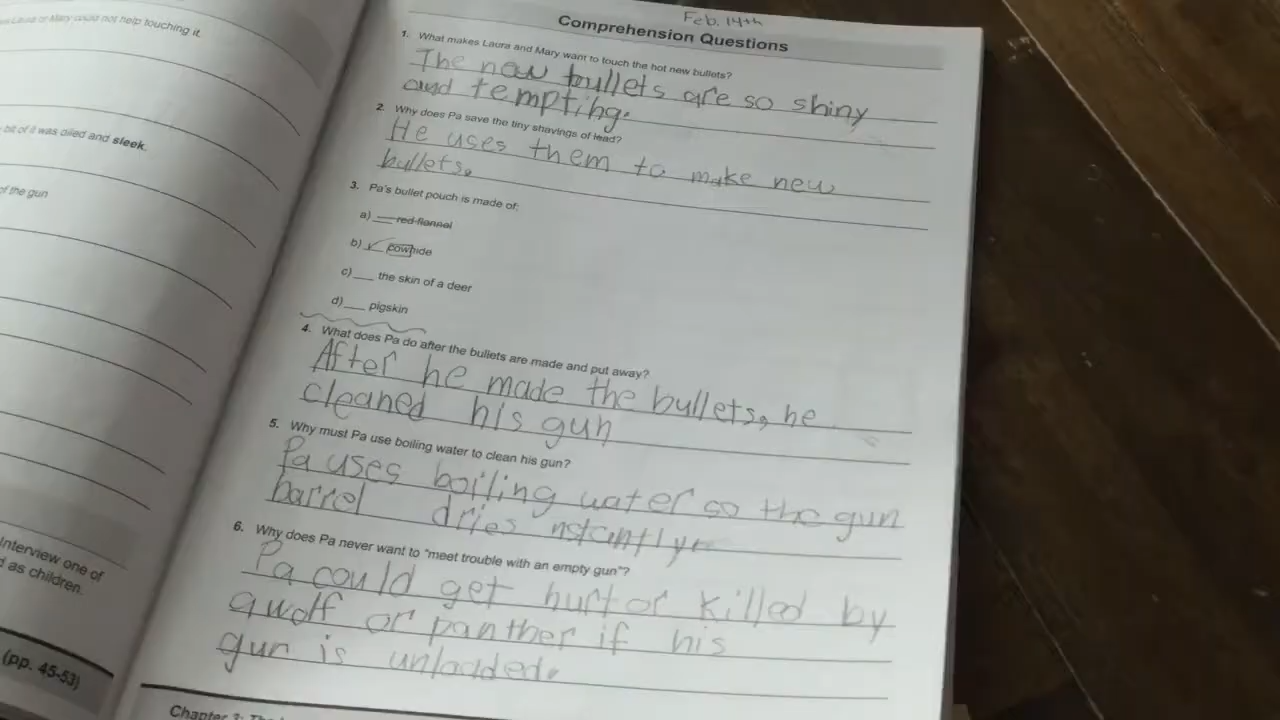 ws Laura or Mary could not help touching it.
bit of it was oiled and sleek.
of the gun
Interview one of
d as children.
(pp. 45-53)
Feb. 14th
Comprehension Questions
1. What makes Laura and Mary want to touch the hot new bullets?
The new bullets are so shiny
and tempting.
2. Why does Pa save the tiny shavings of lead?
He uses them to make new
bullets.
3. Pa's bullet pouch is made of:
a) ___ red flannel
b) ✓ cowhide
c) ___ the skin of a deer
d) ___ pigskin
4. What does Pa do after the bullets are made and put away?
After he made the bullets, he
cleaned his gun
5. Why must Pa use boiling water to clean his gun?
Pa uses boiling water so the gun
barrel dries nstantly
6. Why does Pa never want to "meet trouble with an empty gun"?
Pa could get hurt or killed by
a wolf or panther if his
gun is unloaded.
Chapter 3: